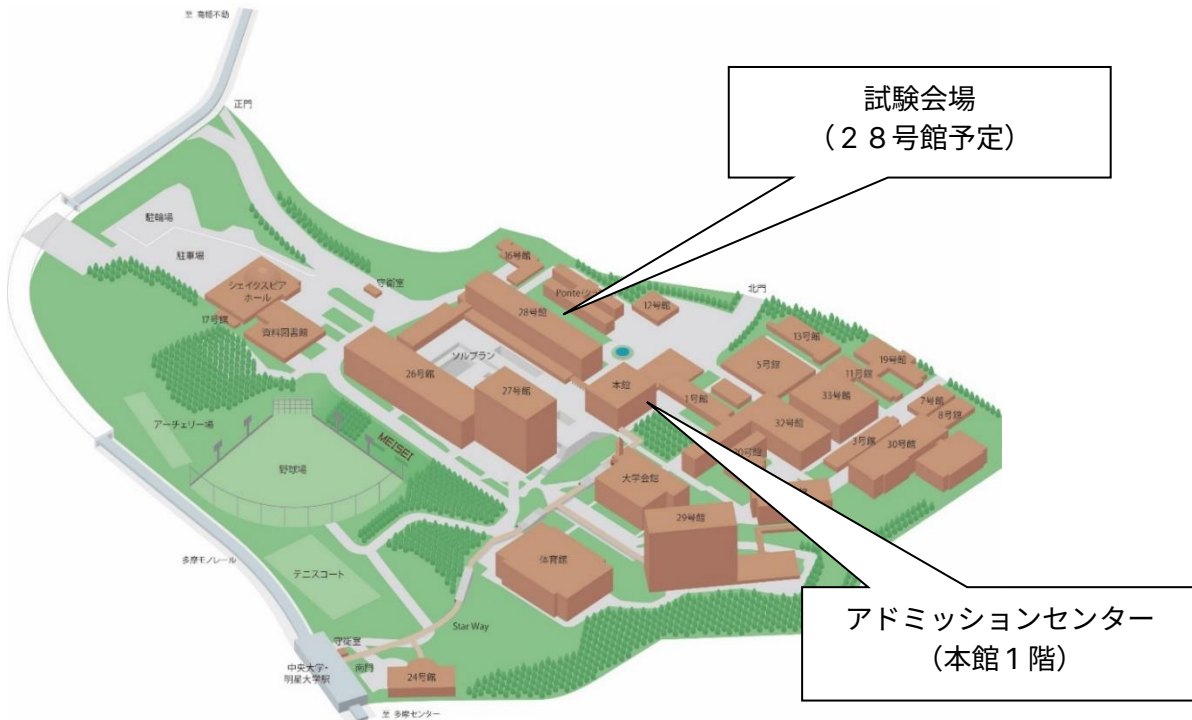 至 高幡不動
正門
試験会場
（２８号館予定）
駐輪場
駐車場
シェイクスピア
ホール
守衛室
17号館
資料図書館
16号館
28号館
12号館
北門
13号館
19号館
5号館
11号館
ソルプラン
26号館
27号館
本館
1号館
33号館
7号館
8号館
32号館
3号館
30号館
アーチェリー場
野球場
MEISEI
大学会館
29号館
多摩モノレール
テニスコート
体育館
Star Way
アドミッションセンター
（本館１階）
守衛室
中央大学・
明星大学駅
南門
24号館
至 多摩センター